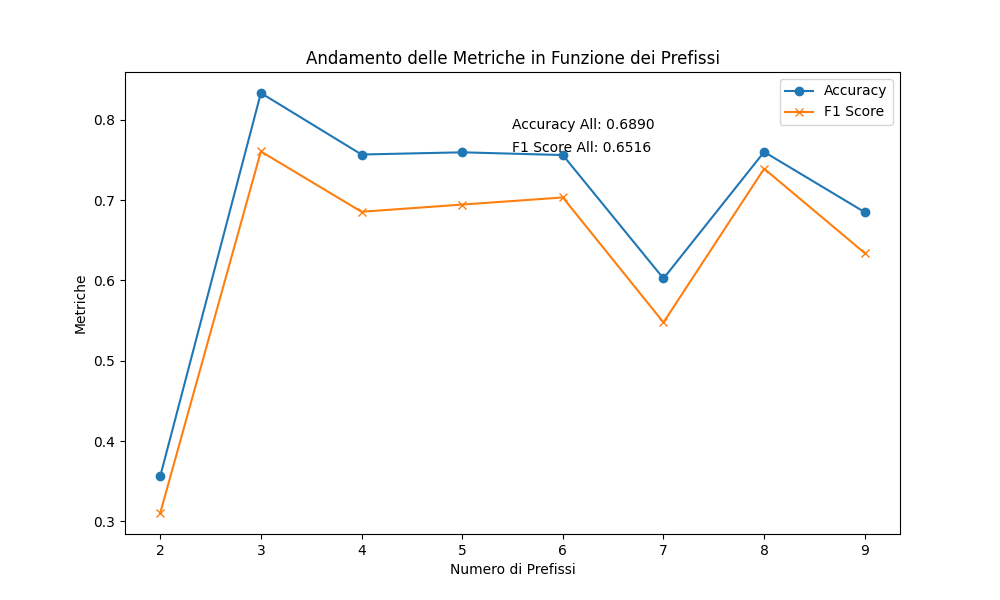 Andamento delle Metriche in Funzione dei Prefissi
Accuracy
F1 Score
Accuracy All: 0.6890
F1 Score All: 0.6516
0.8
0.7
0.6
0.5
0.4
0.3
Metriche
2 3 4 5 6 7 8 9
Numero di Prefissi